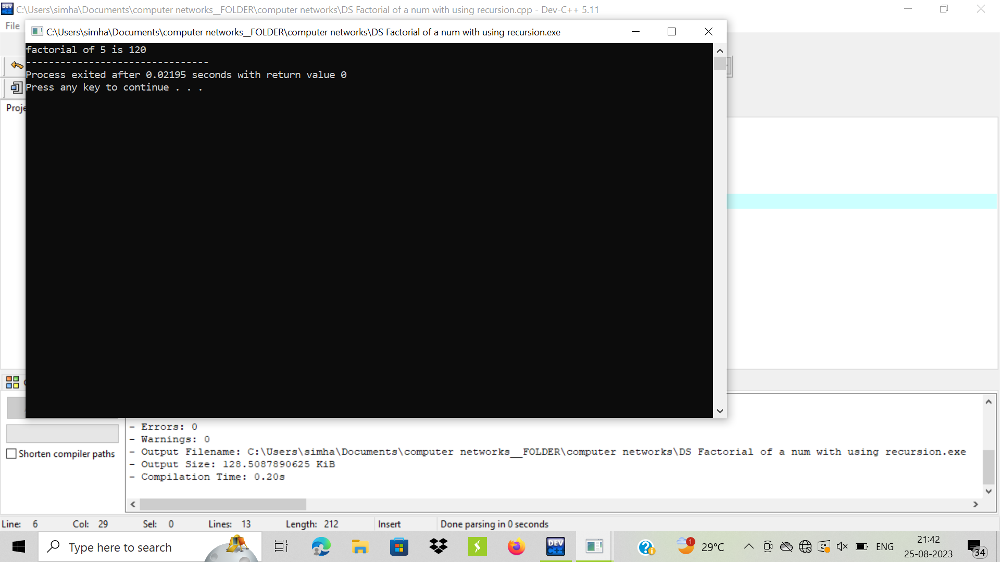 C:\Users\simha\Documents\computer networks__FOLDER\computer networks\DS Factorial of a num with using recursion.cpp - Dev-C++ 5.11
File
C:\Users\simha\Documents\computer networks__FOLDER\computer networks\DS Factorial of a num with using recursion.exe
factorial of 5 is 120
--------------------------------
Process exited after 0.02195 seconds with return value 0
Press any key to continue . . .
Proje
- Errors: 0
- Warnings: 0
- Output Filename: C:\Users\simha\Documents\computer networks__FOLDER\computer networks\DS Factorial of a num with using recursion.exe
- Output Size: 128.5087890625 KiB
- Compilation Time: 0.20s
Shorten compiler paths
Line: 6 Col: 29 Sel: 0 Lines: 13 Length: 212 Insert Done parsing in 0 seconds
Type here to search
DEV C++
1
29°C
ENG
21:42
25-08-2023
34